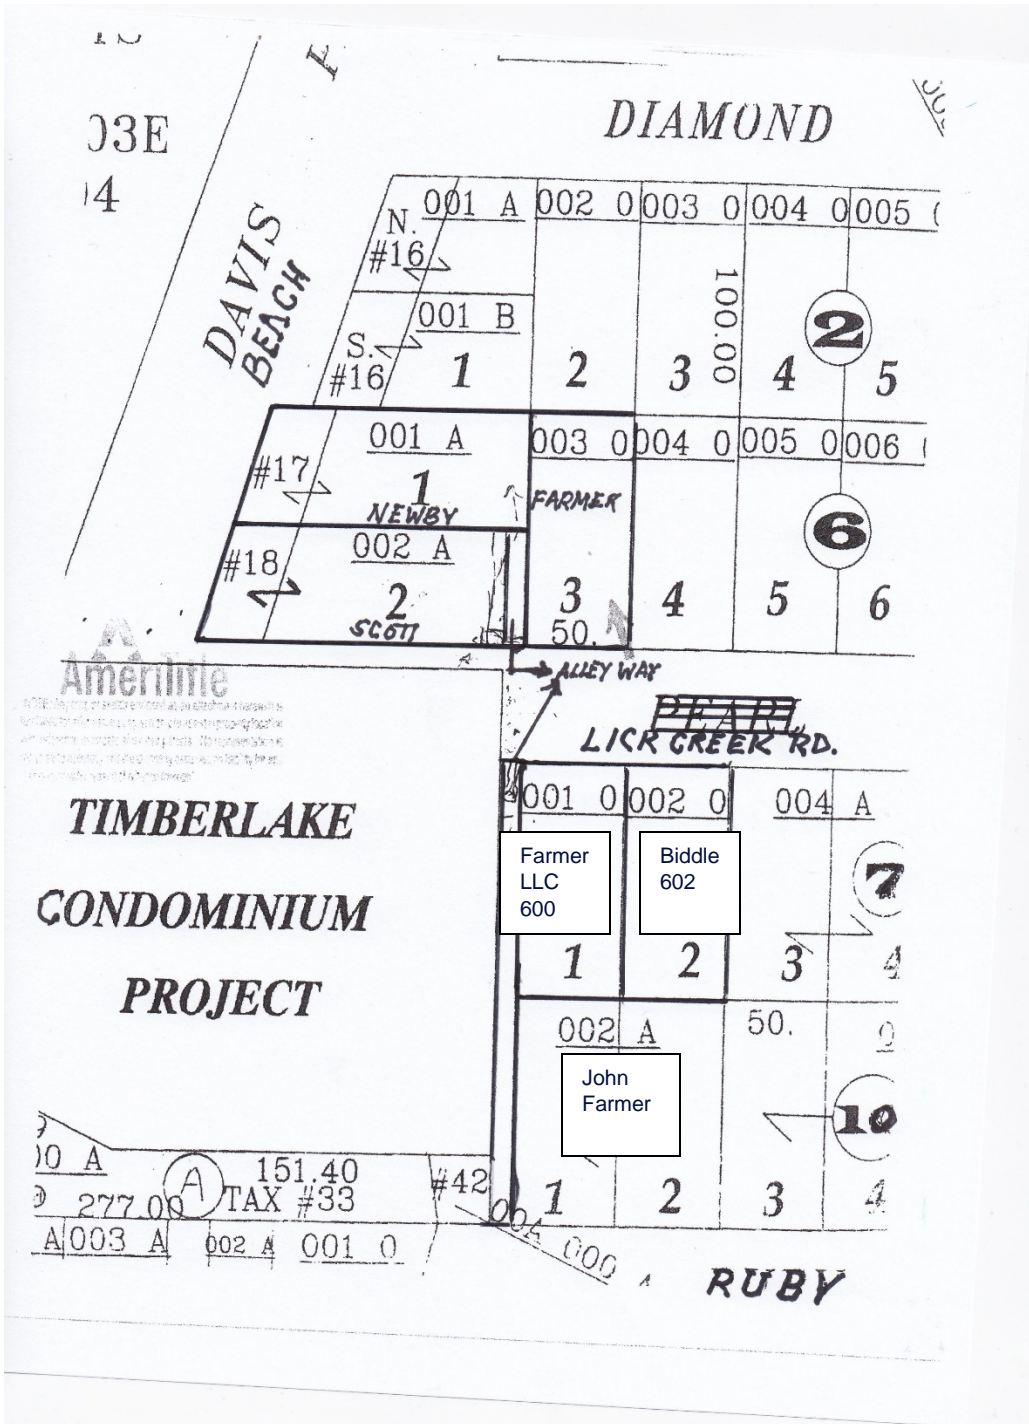 DIAMOND
03E
04
DAVIS
BEACH
001 A
002 0
003 0
004 0
005
N.
#16
001 B
S.
#16
1
2
3
100.00
4
5
2
001 A
003 0
004 0
005 0
006
#17
1
NEWBY
FARMER
6
002 A
#18
2
SCOTT
3
50.
4
5
6
Amerititle
ALLEY WAY
PEARL
LICK CREEK RD.
001 0
002 0
004 A
TIMBERLAKE
CONDOMINIUM
PROJECT
Farmer
LLC
600
Biddle
602
7
1
2
3
4
002 A
50.
John
Farmer
10
00 A
A
151.40
277.00
TAX #33
#42
1
2
3
4
A
003 A
002 A
001 0
00A 000
RUBY